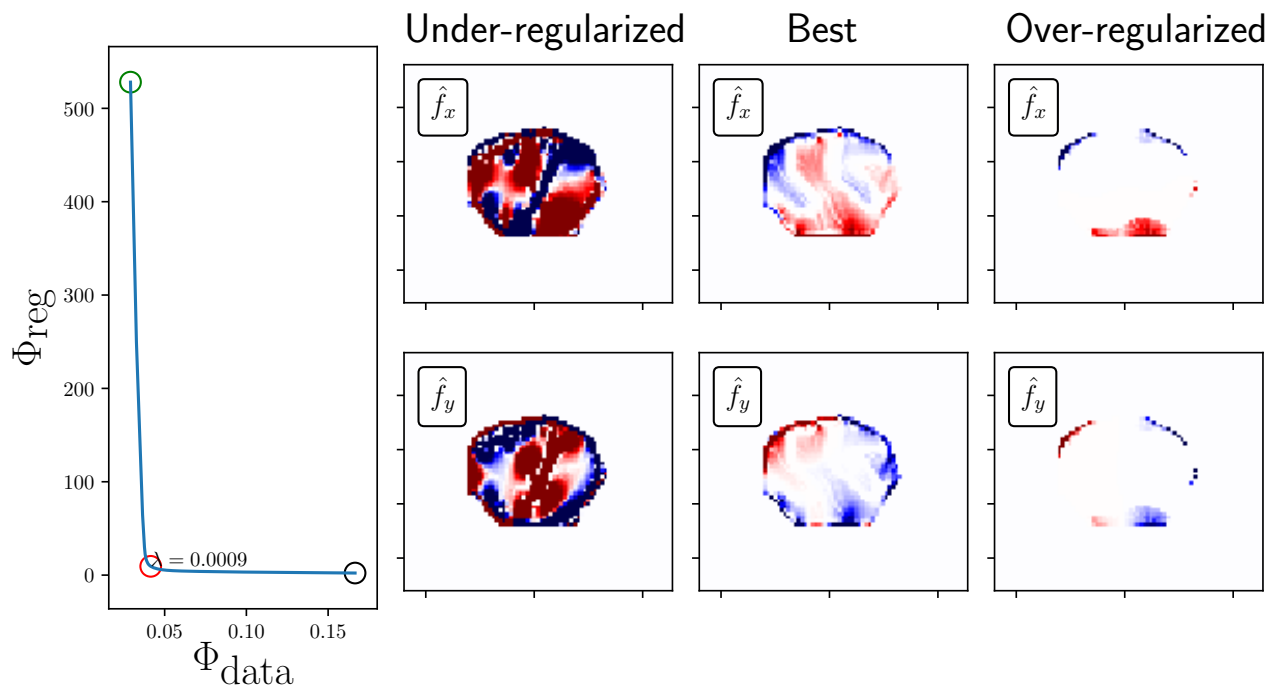 Under-regularized
Best
Over-regularized
500
400
300
200
100
0
Φreg
λ = 0.0009
0.05
0.10
0.15
Φdata
f̂x
f̂x
f̂x
f̂y
f̂y
f̂y